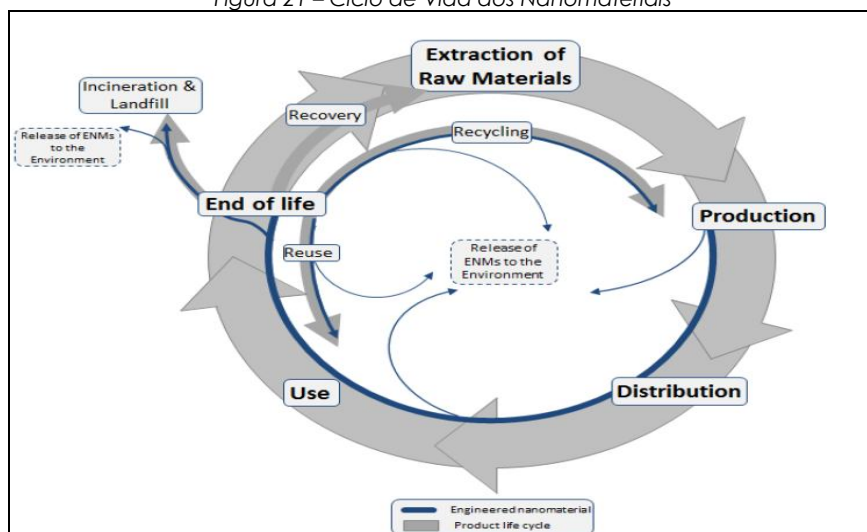 Figura 21 – Ciclo de Vida dos Nanomateriais
Extraction of
Raw Materials
Incineration &
Landfill
Recovery
Release of ENMs
to the
Environment
Recycling
End of life
Production
Reuse
Release of
ENMs to the
Environment
Use
Distribution
Engineered nanomaterial
Product life cycle